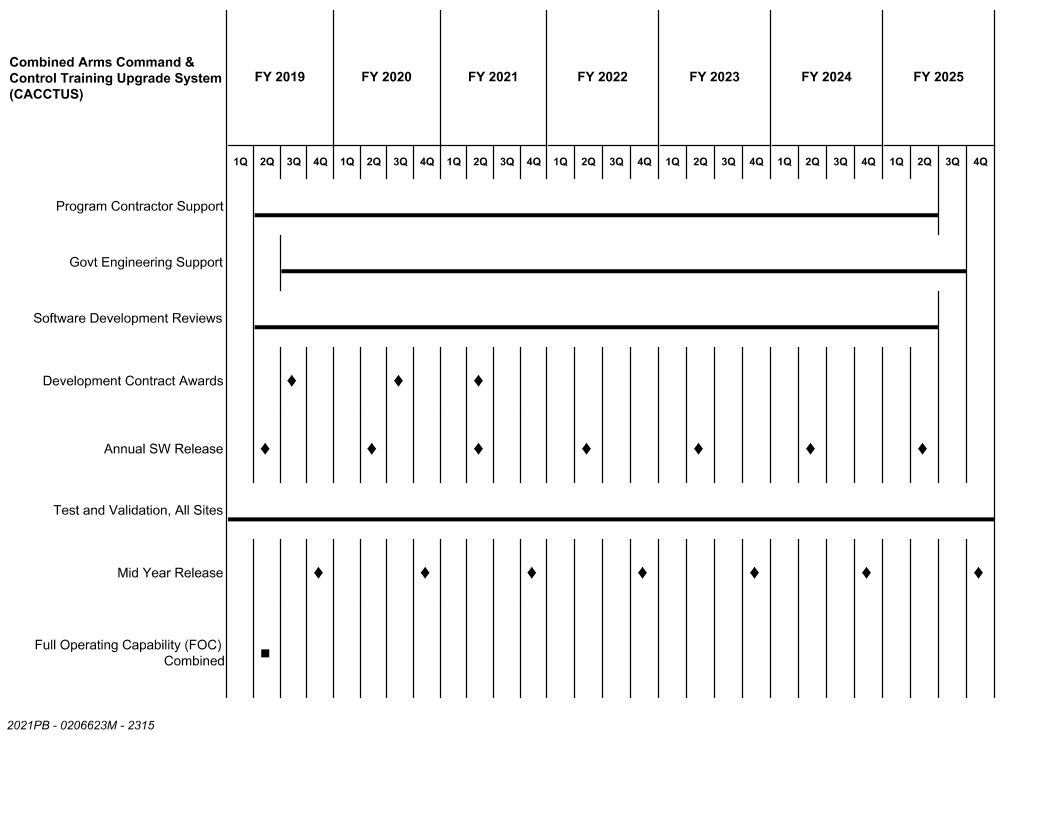 Combined Arms Command &
Control Training Upgrade System
(CACCTUS)
FY 2019 FY 2020 FY 2021 FY 2022 FY 2023 FY 2024 FY 2025
1Q 2Q 3Q 4Q 1Q 2Q 3Q 4Q 1Q 2Q 3Q 4Q 1Q 2Q 3Q 4Q 1Q 2Q 3Q 4Q 1Q 2Q 3Q 4Q 1Q 2Q 3Q 4Q
Program Contractor Support
Govt Engineering Support
Software Development Reviews
Development Contract Awards
Annual SW Release
Test and Validation, All Sites
Mid Year Release
Full Operating Capability (FOC)
Combined
2021PB - 0206623M - 2315